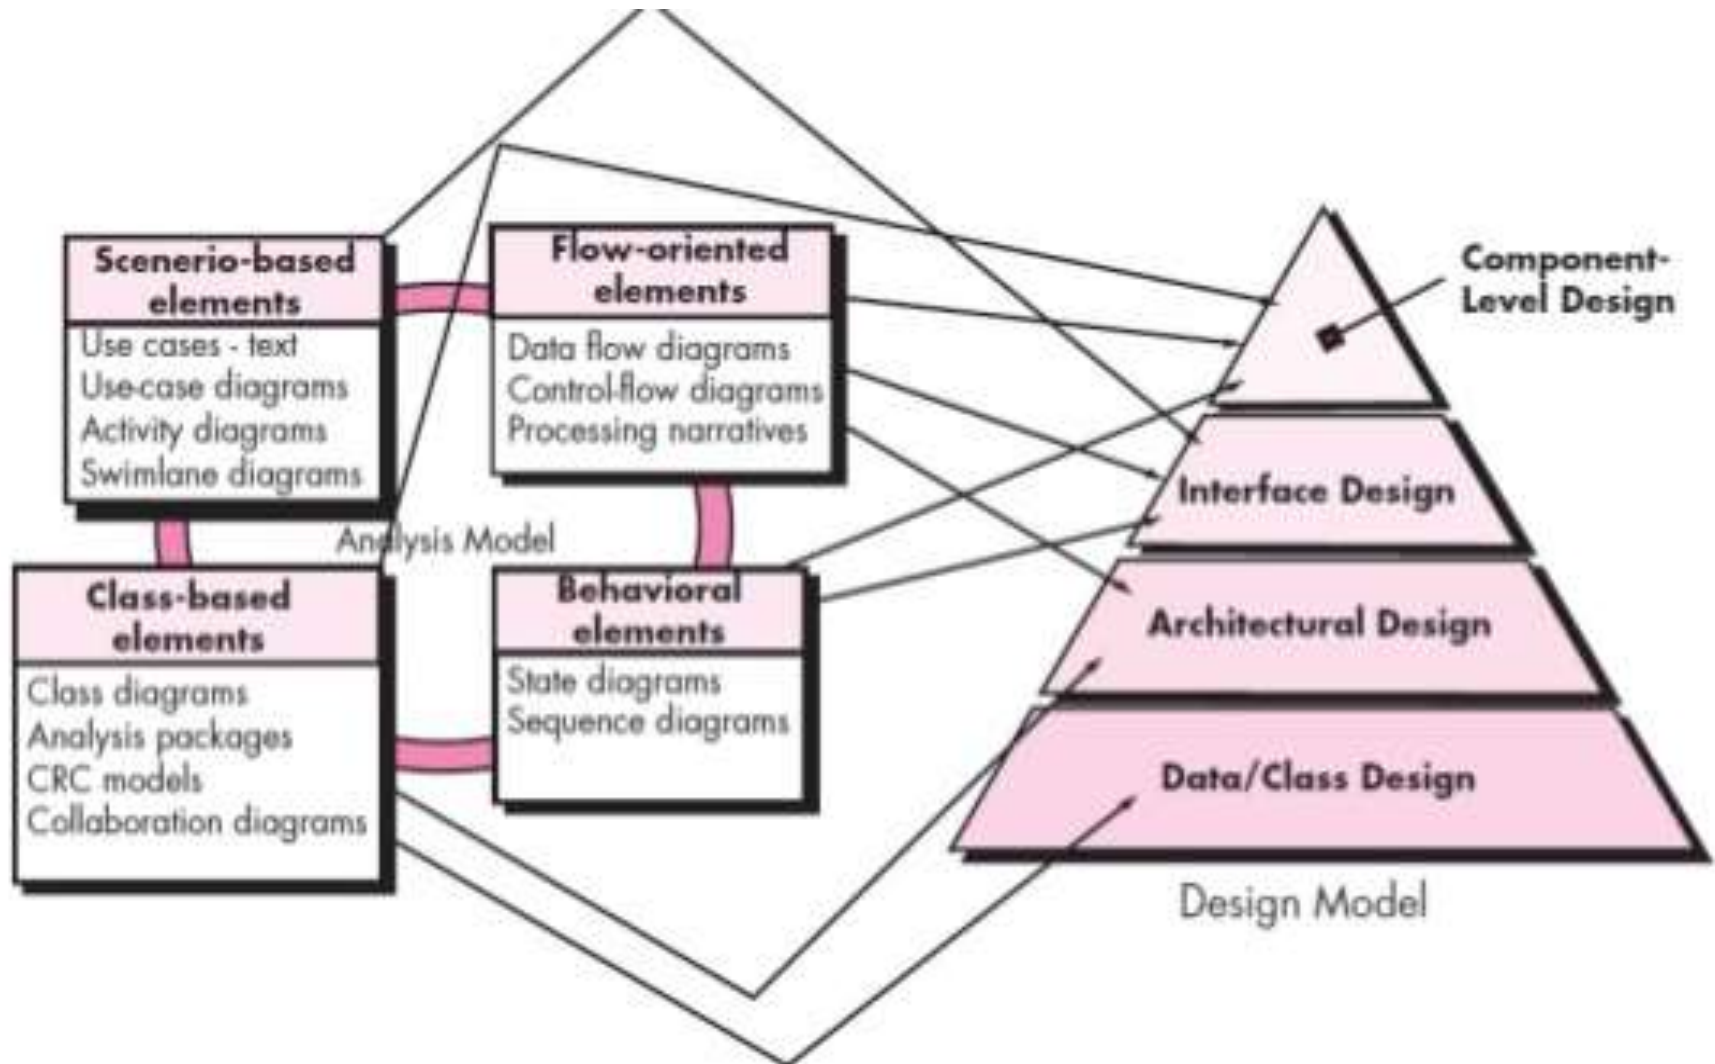 Scenerio-based
elements
Use cases - text
Use-case diagrams
Activity diagrams
Swimlane diagrams
Flow-oriented
elements
Data flow diagrams
Control-flow diagrams
Processing narratives
Analysis Model
Class-based
elements
Class diagrams
Analysis packages
CRC models
Collaboration diagrams
Behavioral
elements
State diagrams
Sequence diagrams
Component-
Level Design
Interface Design
Architectural Design
Data/Class Design
Design Model